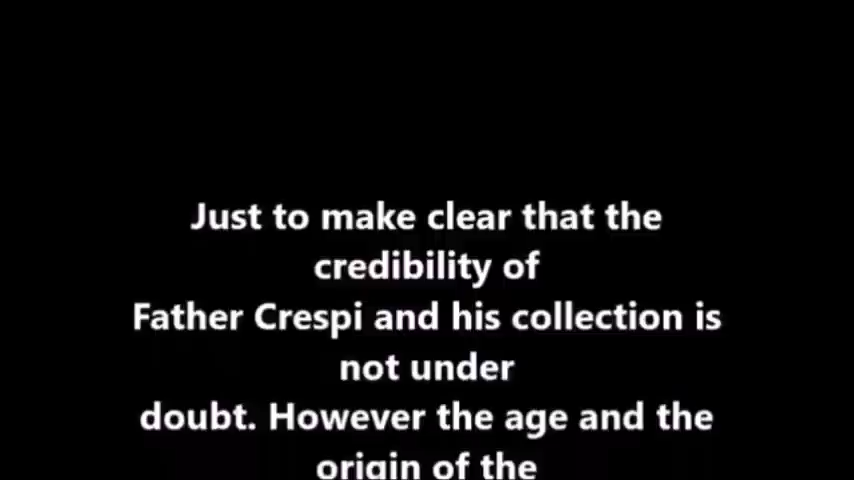 Just to make clear that the
credibility of
Father Crespi and his collection is
not under
doubt. However the age and the
origin of the